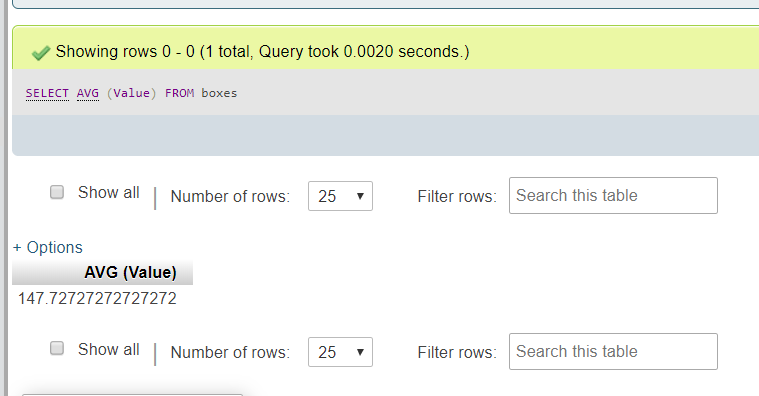 Showing rows 0 - 0 (1 total, Query took 0.0020 seconds.)
SELECT AVG (Value) FROM boxes
Show all | Number of rows: 25 Filter rows: Search this table
+ Options
AVG (Value)
147.72727272727272
Show all | Number of rows: 25 Filter rows: Search this table